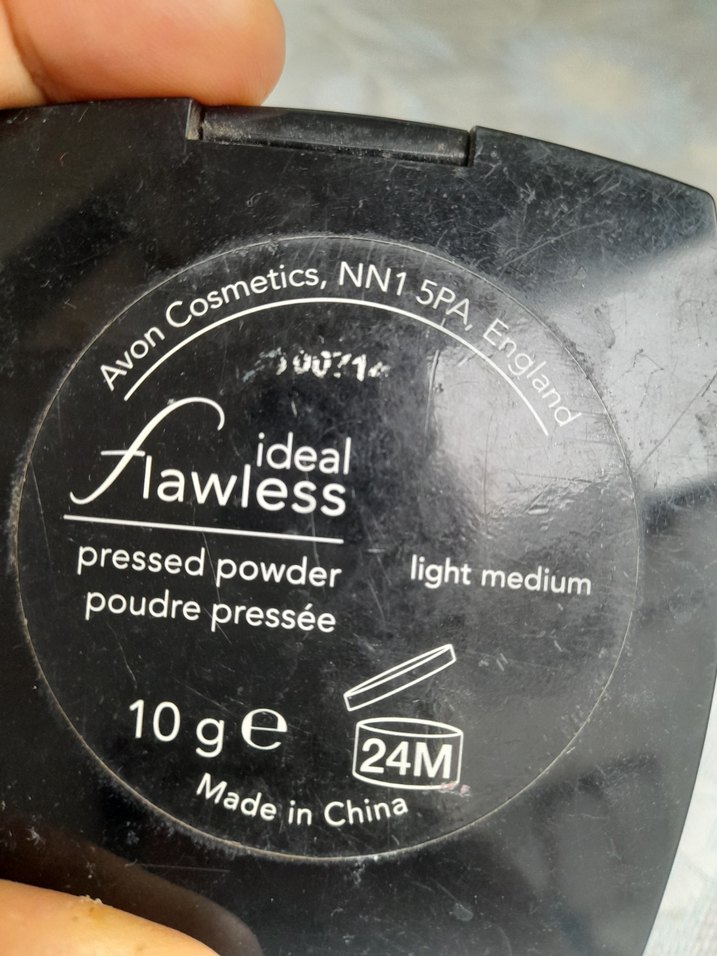 Avon Cosmetics, NN1 5PA, England
ideal
flawless
pressed powder
poudre pressée
light medium
10 g e
24M
Made in China